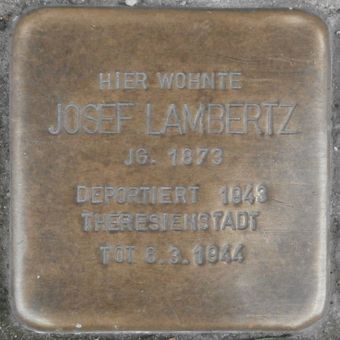 HIER WOHNTE
JOSEF LAMBERTZ
JG. 1873
DEPORTIERT 1943
THERESIENSTADT
TOT 8.3.1944